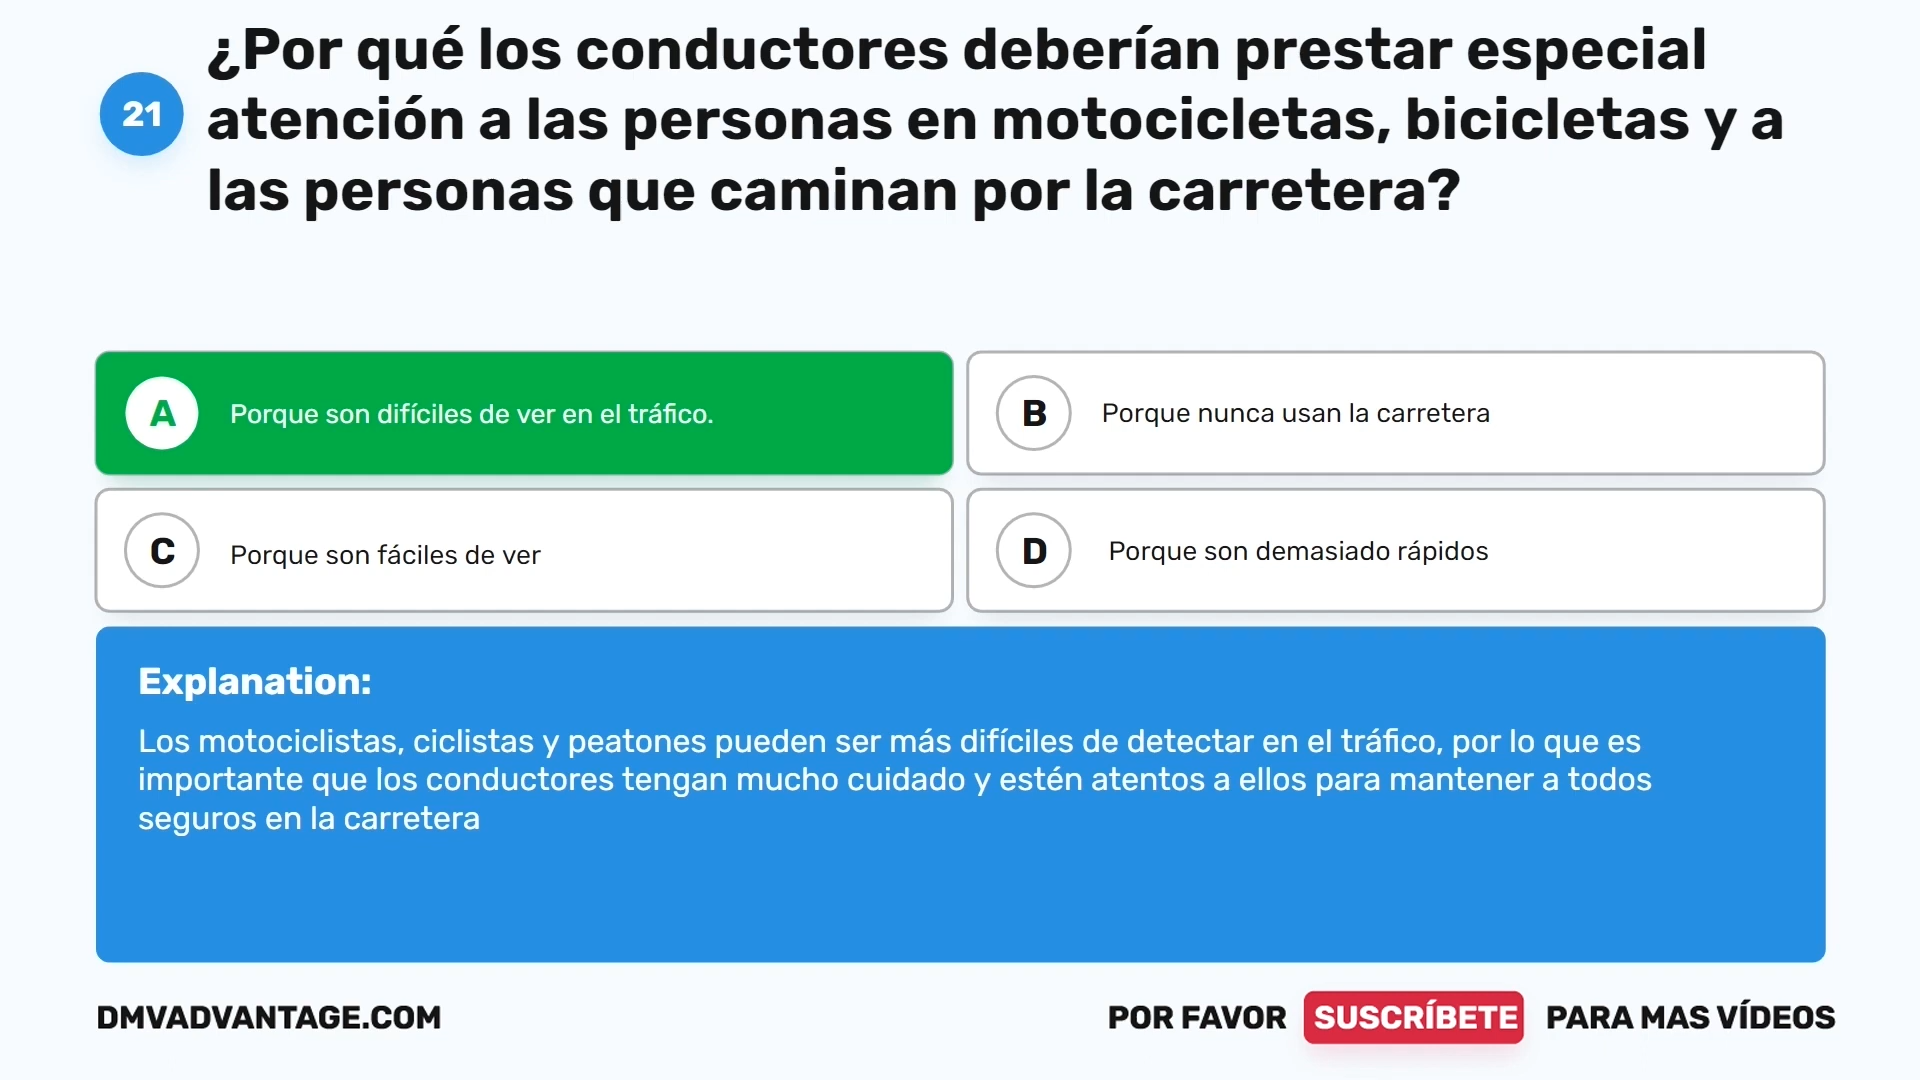 ¿Por qué los conductores deberían prestar especial
21
atención a las personas en motocicletas, bicicletas y a
las personas que caminan por la carretera?
A Porque son difíciles de ver en el tráfico.
B Porque nunca usan la carretera
C Porque son fáciles de ver
D Porque son demasiado rápidos
Explanation:
Los motociclistas, ciclistas y peatones pueden ser más difíciles de detectar en el tráfico, por lo que es
importante que los conductores tengan mucho cuidado y estén atentos a ellos para mantener a todos
seguros en la carretera
DMVADVANTAGE.COM
POR FAVOR SUSCRÍBETE PARA MAS VÍDEOS